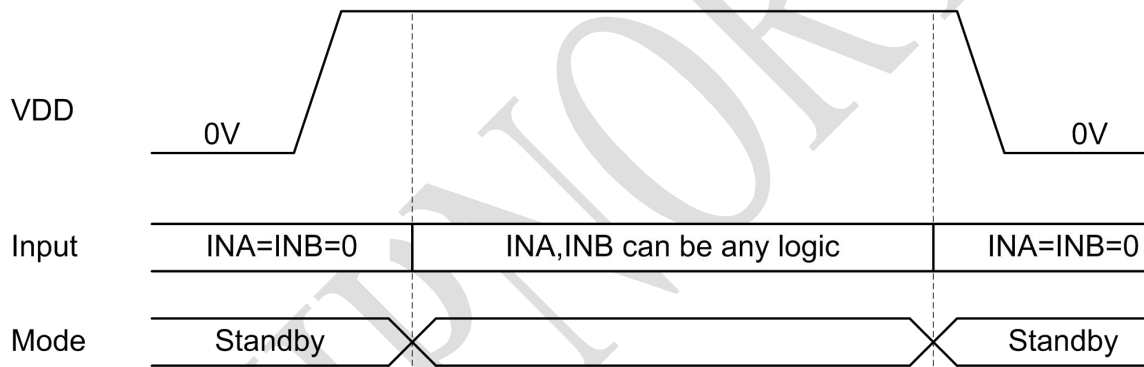 VDD
0V
0V
Input
INA=INB=0
INA,INB can be any logic
INA=INB=0
Mode
Standby
Standby